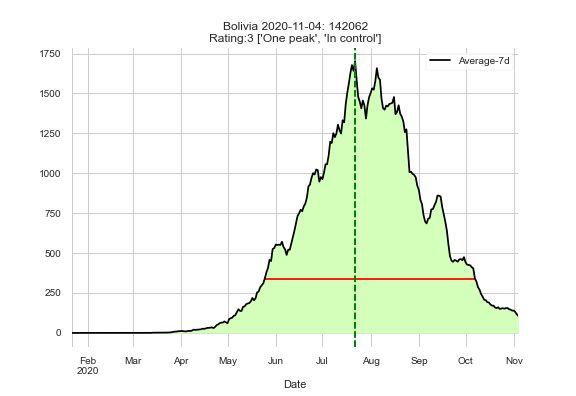 Bolivia 2020-11-04: 142062
Rating:3 ['One peak', 'In control']
Average-7d
1750
1500
1250
1000
750
500
250
0
Feb Mar Apr May Jun Jul Aug Sep Oct Nov
2020
Date